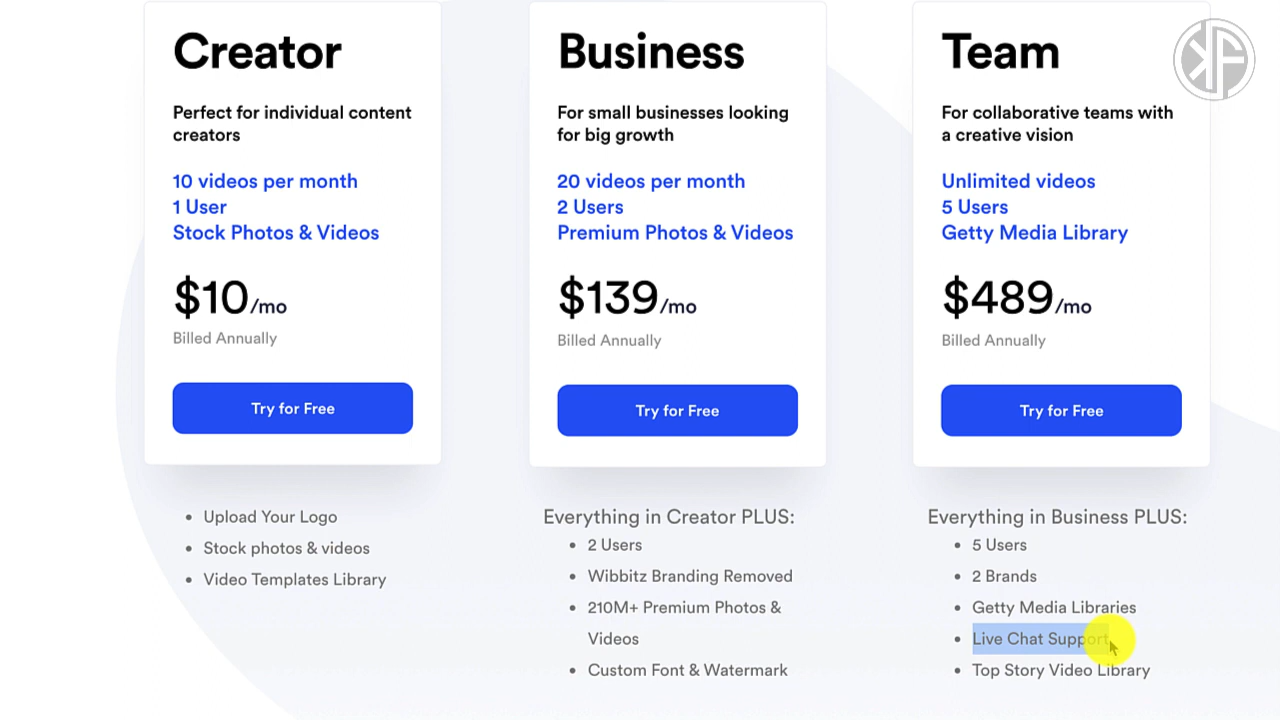 Creator
Perfect for individual content
creators
10 videos per month
1 User
Stock Photos & Videos
$10/mo
Billed Annually
Try for Free
• Upload Your Logo
• Stock photos & videos
• Video Templates Library
Business
For small businesses looking
for big growth
20 videos per month
2 Users
Premium Photos & Videos
$139/mo
Billed Annually
Try for Free
Everything in Creator PLUS:
• 2 Users
• Wibbitz Branding Removed
• 210M+ Premium Photos &
Videos
• Custom Font & Watermark
Team
For collaborative teams with
a creative vision
Unlimited videos
5 Users
Getty Media Library
$489/mo
Billed Annually
Try for Free
Everything in Business PLUS:
• 5 Users
• 2 Brands
• Getty Media Libraries
• Live Chat Support
• Top Story Video Library
KF